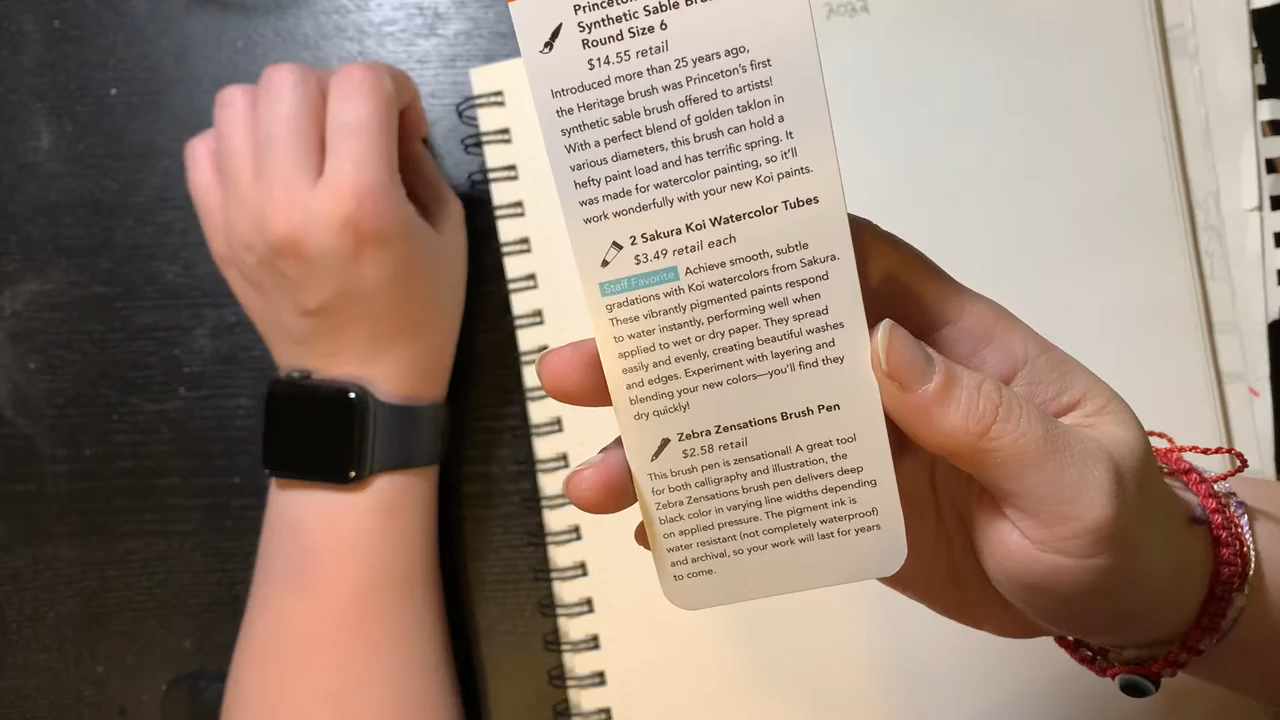 2022
Princeton
Synthetic Sable
Round Size 6
$14.55 retail
Introduced more than 25 years ago,
the Heritage brush was Princeton's first
synthetic sable brush offered to artists!
With a perfect blend of golden taklon in
various diameters, this brush can hold a
hefty paint load and has terrific spring. It
was made for watercolor painting, so it'll
work wonderfully with your new Koi paints.
2 Sakura Koi Watercolor Tubes
$3.49 retail each
Staff Favorite Achieve smooth, subtle
gradations with Koi watercolors from Sakura.
These vibrantly pigmented paints respond
to water instantly, performing well when
applied to wet or dry paper. They spread
easily and evenly, creating beautiful washes
and edges. Experiment with layering and
blending your new colors—you'll find they
dry quickly!
Zebra Zensations Brush Pen
$2.58 retail
This brush pen is zensational! A great tool
for both calligraphy and illustration, the
Zebra Zensations brush pen delivers deep
black color in varying line widths depending
on applied pressure. The pigment ink is
water resistant (not completely waterproof)
and archival, so your work will last for years
to come.